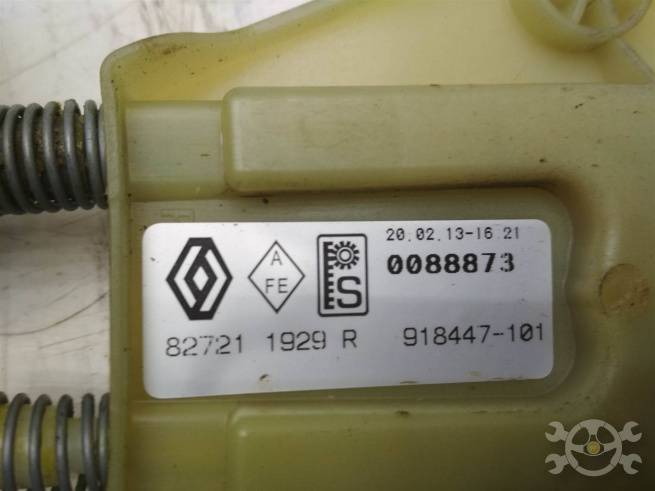 20.02.13-16.21
A
FE
S
0088873
82721 1929 R 918447-101